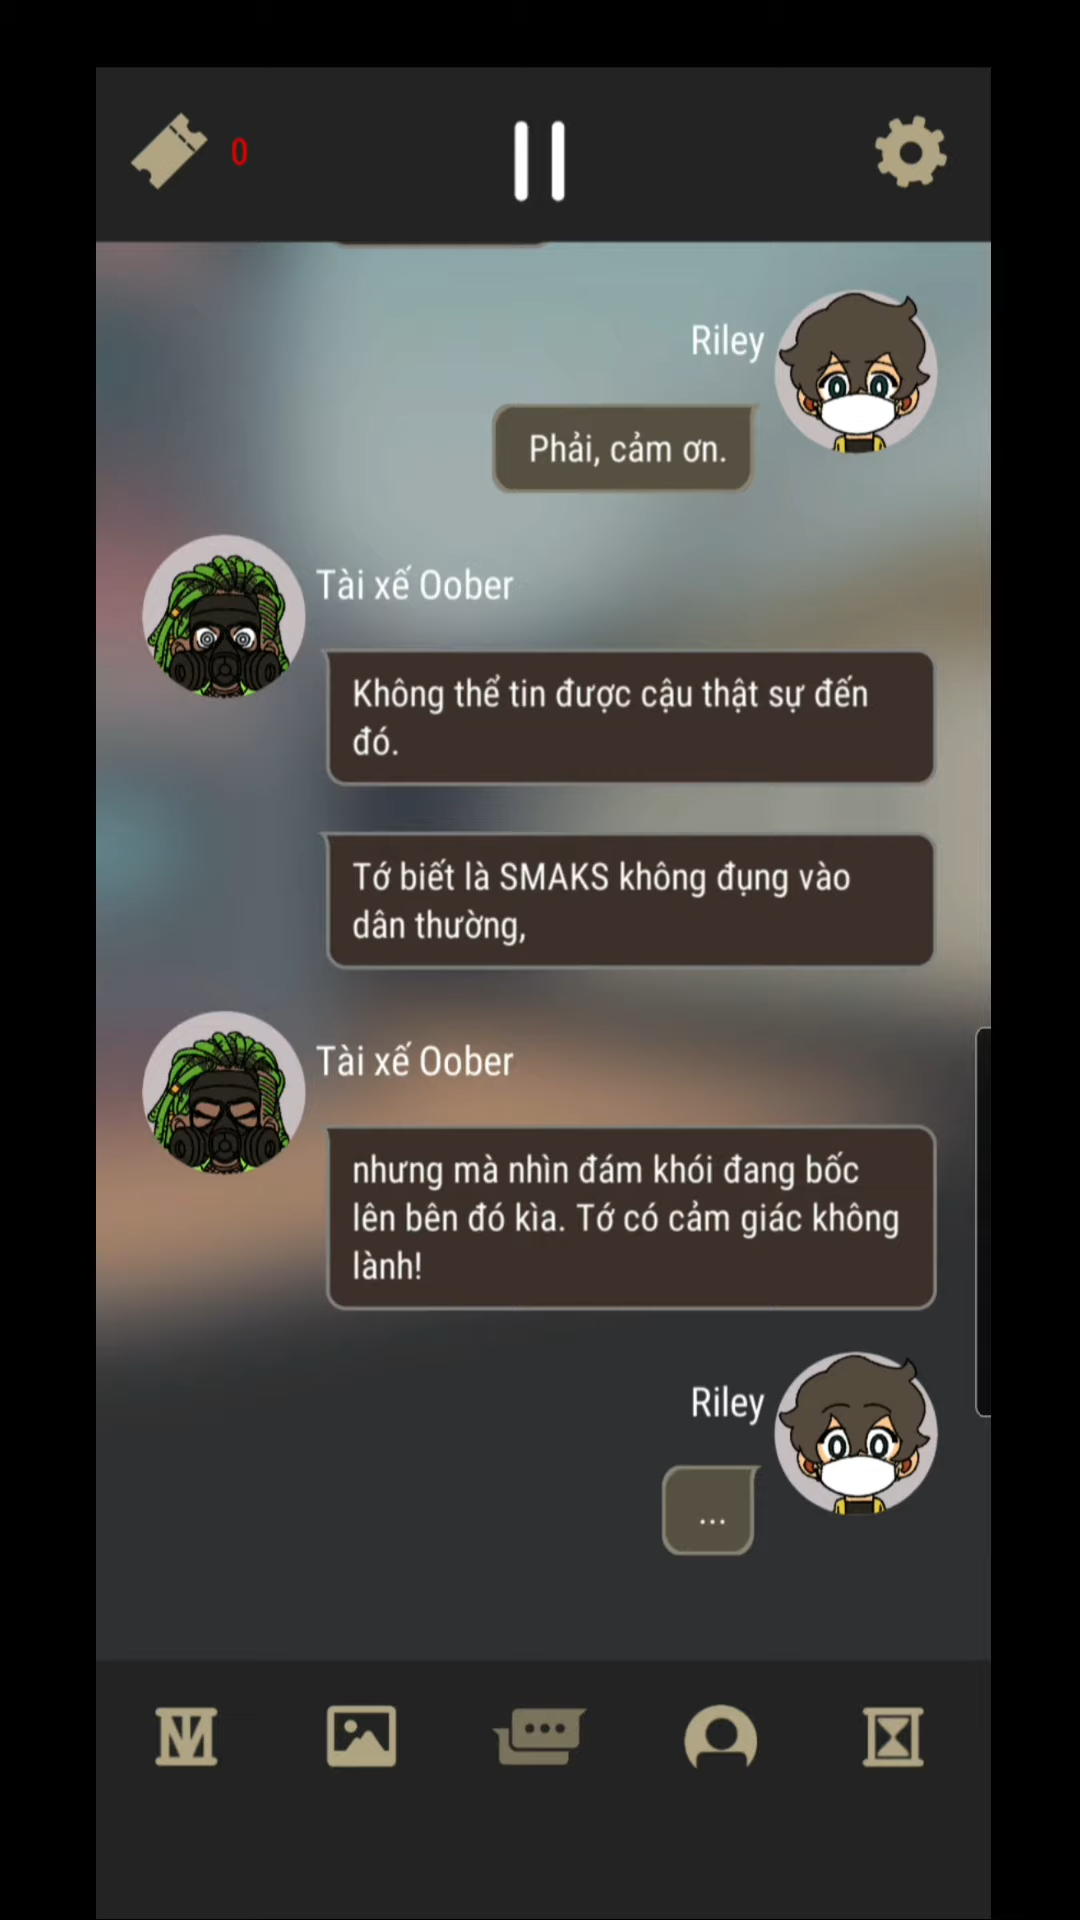 0
Riley
Phải, cảm ơn.
Tài xế Oober
Không thể tin được cậu thật sự đến
đó.
Tớ biết là SMAKS không đụng vào
dân thường,
Tài xế Oober
nhưng mà nhìn đám khói đang bốc
lên bên đó kìa. Tớ có cảm giác không
lành!
Riley
...